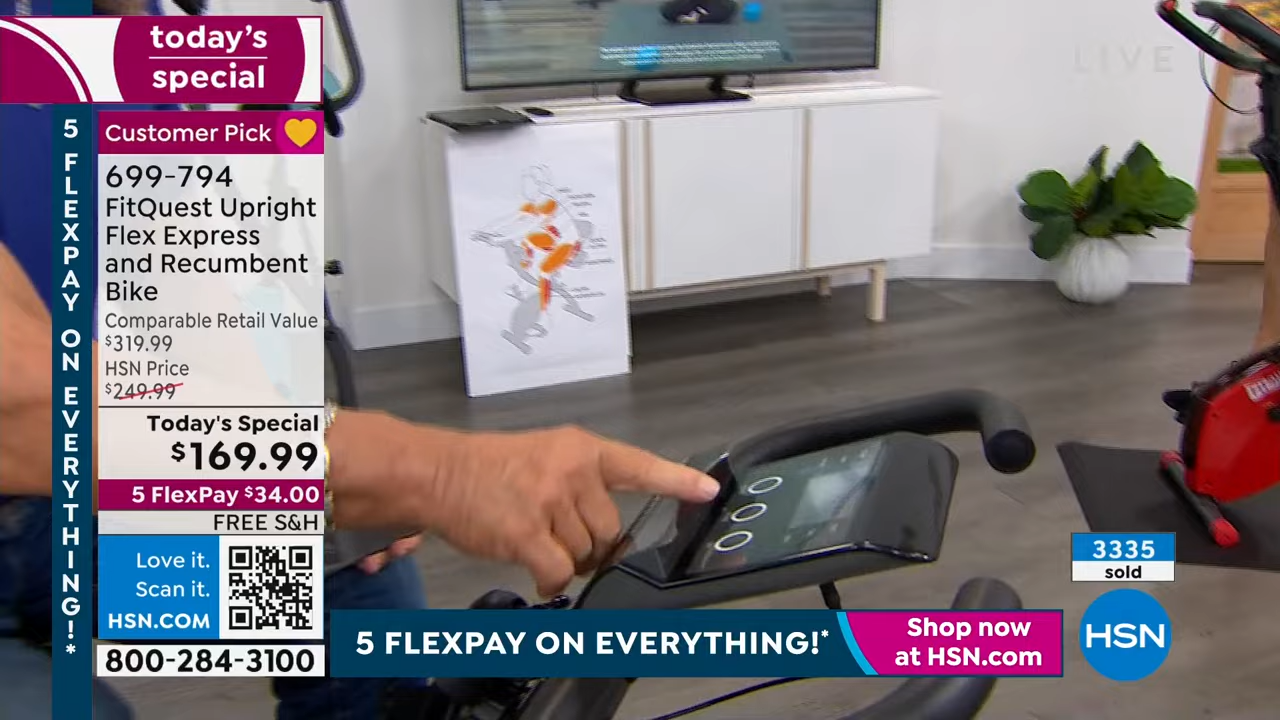 today's
special
LIVE
5 FLEXPAY ON EVERYTHING!*
Customer Pick
699-794
FitQuest Upright
Flex Express
and Recumbent
Bike
Comparable Retail Value
$319.99
HSN Price
$249.99
Today's Special
$169.99
5 FlexPay $34.00
FREE S&H
Love it.
Scan it.
HSN.COM
800-284-3100
5 FLEXPAY ON EVERYTHING!*
Shop now
at HSN.com
3335
sold
HSN